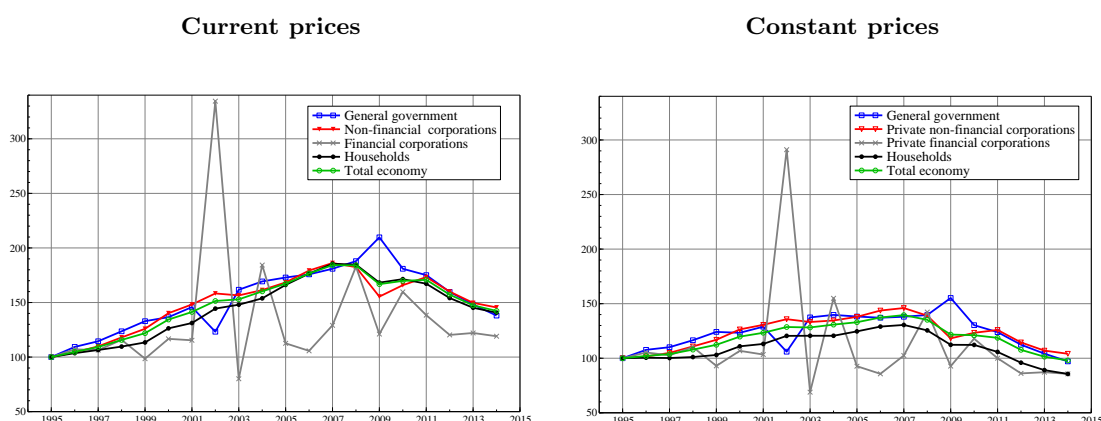 Current prices
Constant prices
General government
Non-financial corporations
Financial corporations
Households
Total economy
300
250
200
150
100
50
1995 1997 1999 2001 2003 2005 2007 2009 2011 2013 2015
General government
Private non-financial corporations
Private financial corporations
Households
Total economy
300
250
200
150
100
50
1995 1997 1999 2001 2003 2005 2007 2009 2011 2013 2015